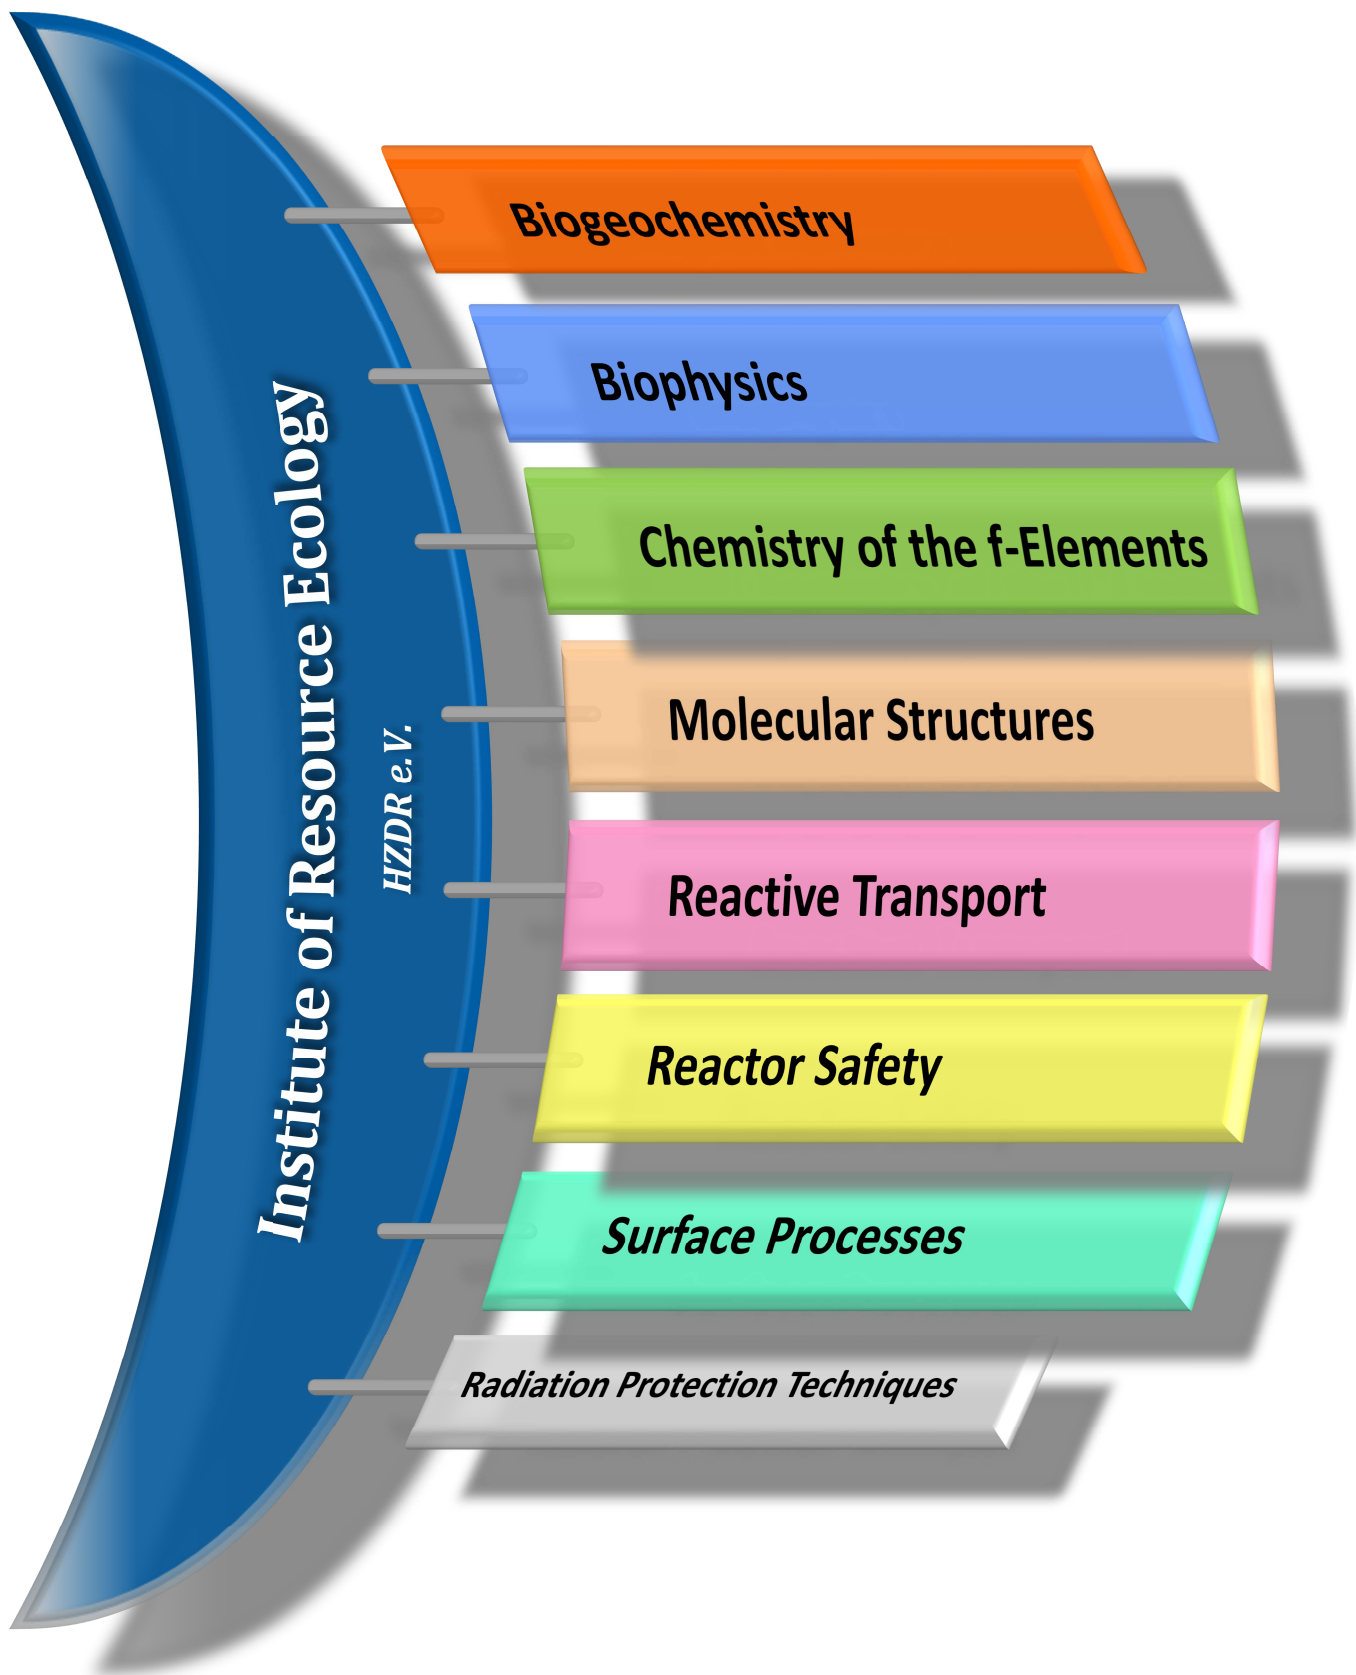 Institute of Resource Ecology
HZDR e.V.
Biogeochemistry
Biophysics
Chemistry of the f-Elements
Molecular Structures
Reactive Transport
Reactor Safety
Surface Processes
Radiation Protection Techniques